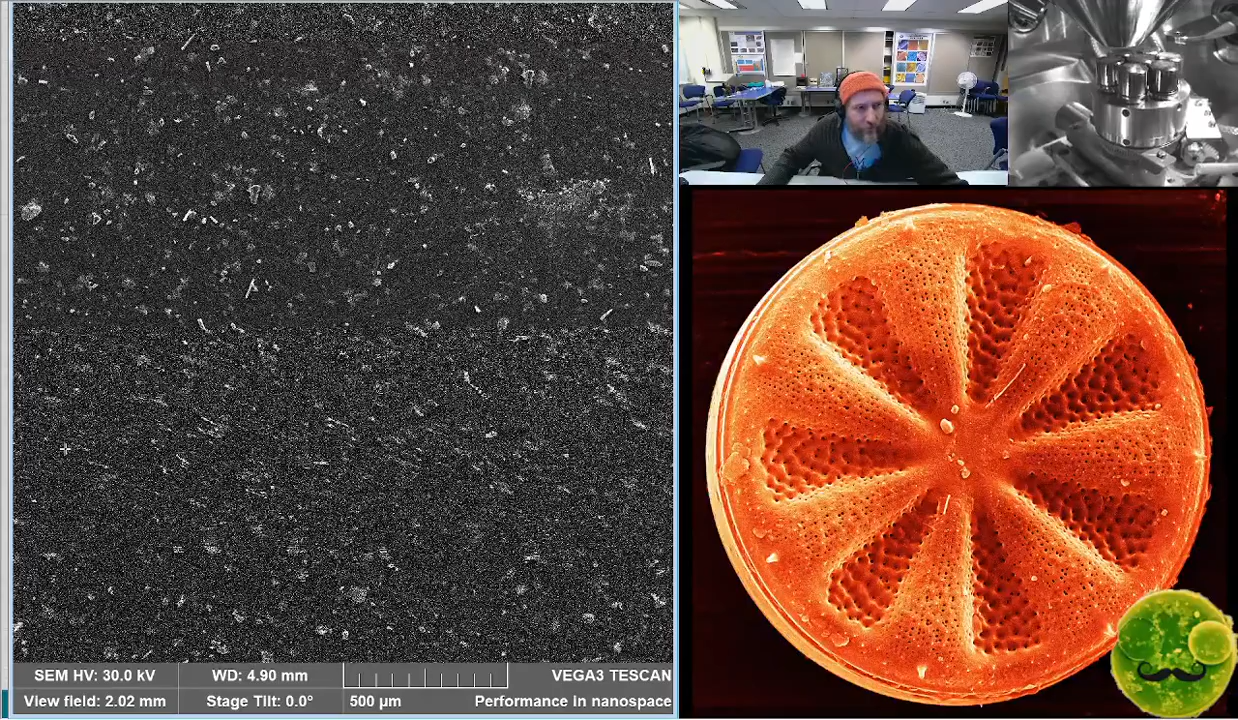 SEM HV: 30.0 kV
WD: 4.90 mm
VEGA3 TESCAN
View field: 2.02 mm
Stage Tilt: 0.0°
500 µm
Performance in nanospace